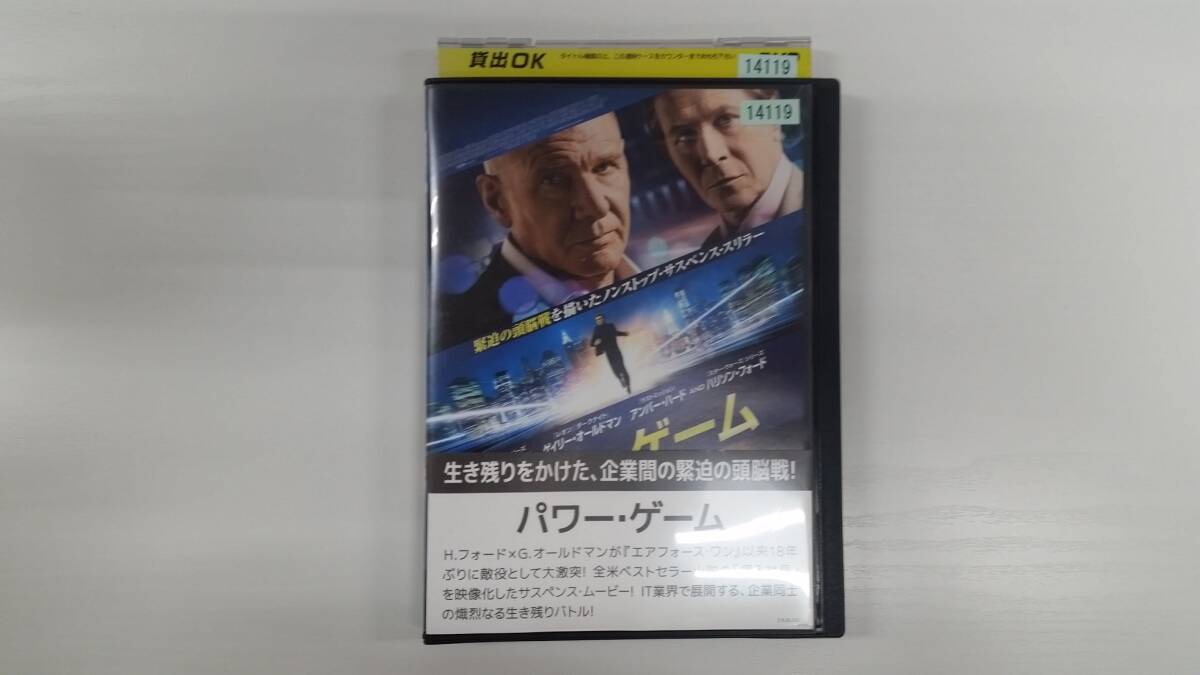 貸出OK
14119
14119
緊迫の頭脳戦を描いたノンストップ・サスペンス・スリラー
ゲイリー・オールドマン アンバー・ハード AND ハリソン・フォード
ゲーム
生き残りをかけた、企業間の緊迫の頭脳戦!
パワー・ゲーム
H.フォード×G.オールドマンが『エアフォース・ワン』以来18年
ぶりに敵役として大激突! 全米ベストセラー
を映像化したサスペンス・ムービー! IT業界で展開する、企業同士
の熾烈なる生き残りバトル!